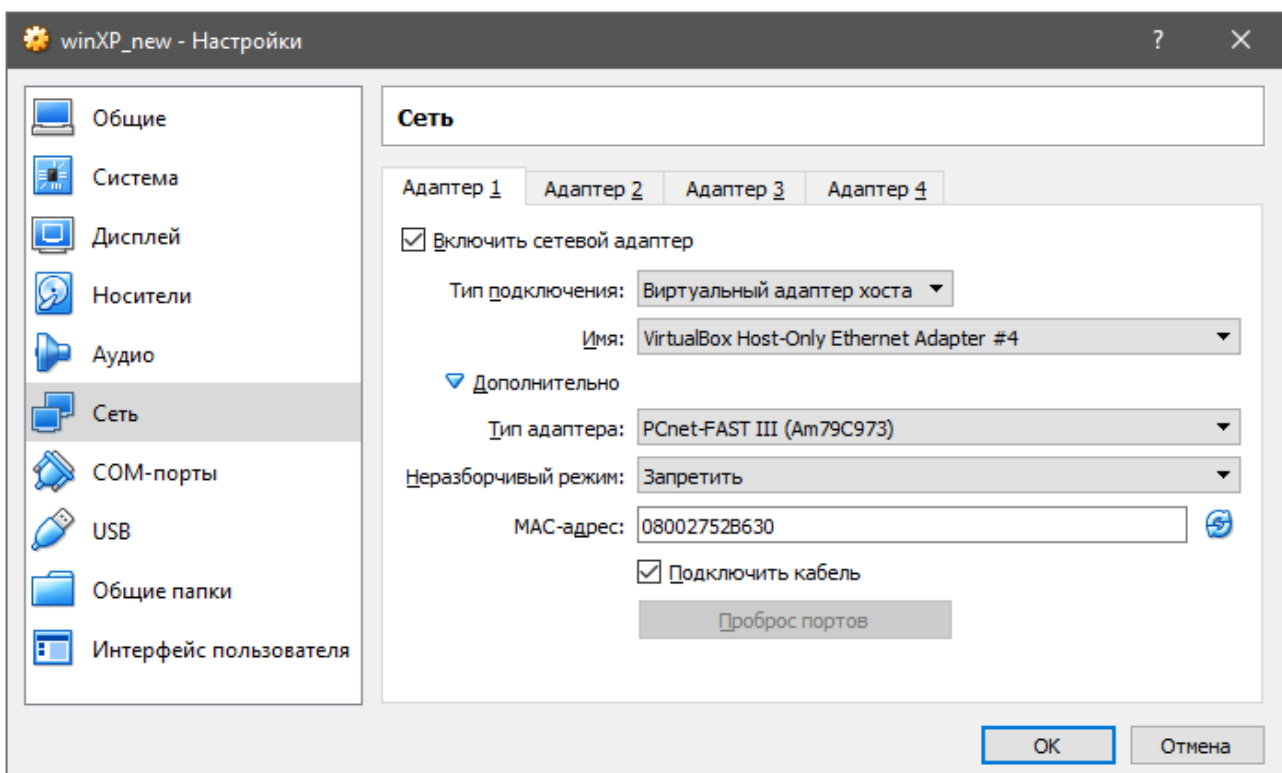 winXP_new - Настройки
Общие
Система
Дисплей
Носители
Аудио
Сеть
COM-порты
USB
Общие папки
Интерфейс пользователя
Сеть
Адаптер 1 Адаптер 2 Адаптер 3 Адаптер 4
Включить сетевой адаптер
Тип подключения: Виртуальный адаптер хоста
Имя: VirtualBox Host-Only Ethernet Adapter #4
Дополнительно
Тип адаптера: PCnet-FAST III (Am79C973)
Неразборчивый режим: Запретить
MAC-адрес: 08002752B630
Подключить кабель
Проброс портов
OK Отмена